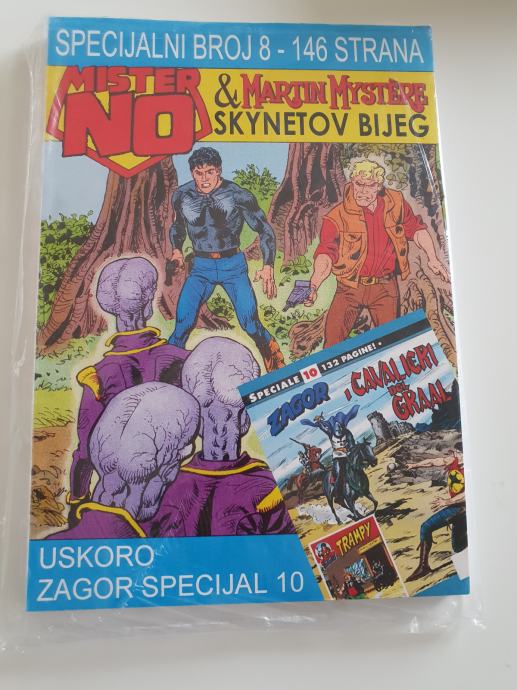 SPECIJALNI BROJ 8 - 146 STRANA
MISTER
NO
& MARTIN MYSTÈRE
SKYNETOV BIJEG
SPECIALE 10 132 PAGINE!
ZAGOR
I CAVALIERI
DEL
GRAAL
TRAMPY
USKORO
ZAGOR SPECIJAL 10